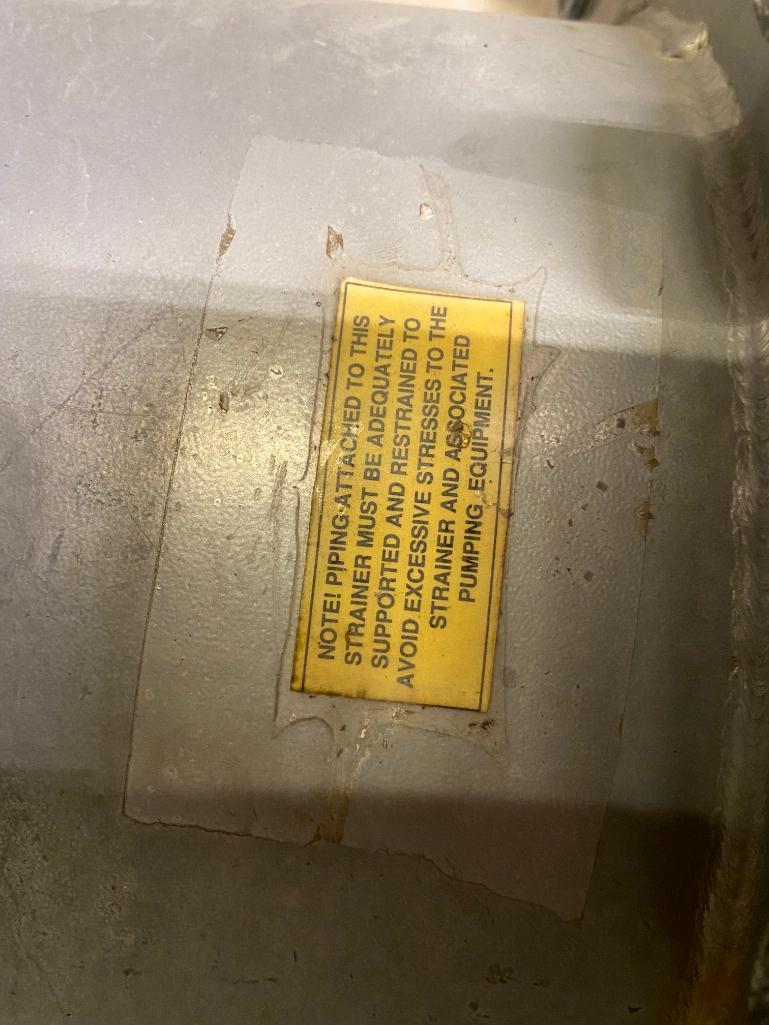 NOTE! PIPING ATTACHED TO THIS
STRAINER MUST BE ADEQUATELY
SUPPORTED AND RESTRAINED TO
AVOID EXCESSIVE STRESSES TO THE
STRAINER AND ASSOCIATED
PUMPING EQUIPMENT.